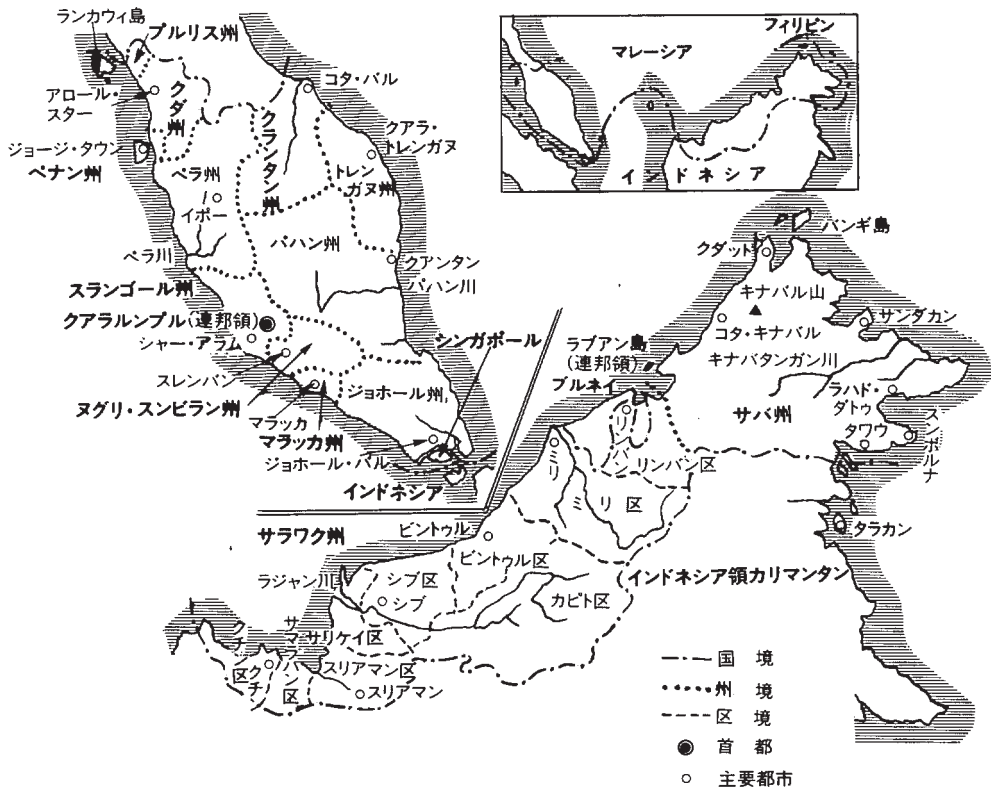 ランカウィ島
プルリス州
アロール・
スター
クダ州
ジョージ・タウン
ペナン州
ペラ州
イポー
ペラ川
クランタン州
コタ・バル
クアラ・
トレンガヌ
トレン
ガヌ州
パハン州
クアンタン
パハン川
スランゴール州
クアラルンプル(連邦領)
シャー・アラム
スレンバン
ヌグリ・スンビラン州
マラッカ
マラッカ州
ジョホール州
ジョホール・バル
シンガポール
インドネシア
マレーシア
フィリピン
インドネシア
バンギ島
クダット
キナバル山
コタ・キナバル
サンダカン
キナバタンガン川
ラハド・
ダトゥ
サバ州
タワウ
スンポルナ
タラカン
ラブアン島
(連邦領)
ブルネイ
リンバン
リンバン区
ミリ
ミリ区
サラワク州
ビントゥル
ビントゥル区
ラジャン川
シブ区
シブ
カピト区
インドネシア領カリマンタン
サリケイ区
サマラハン区
クチン区
クチン
スリアマン区
スリアマン
国境
州境
区境
首都
主要都市